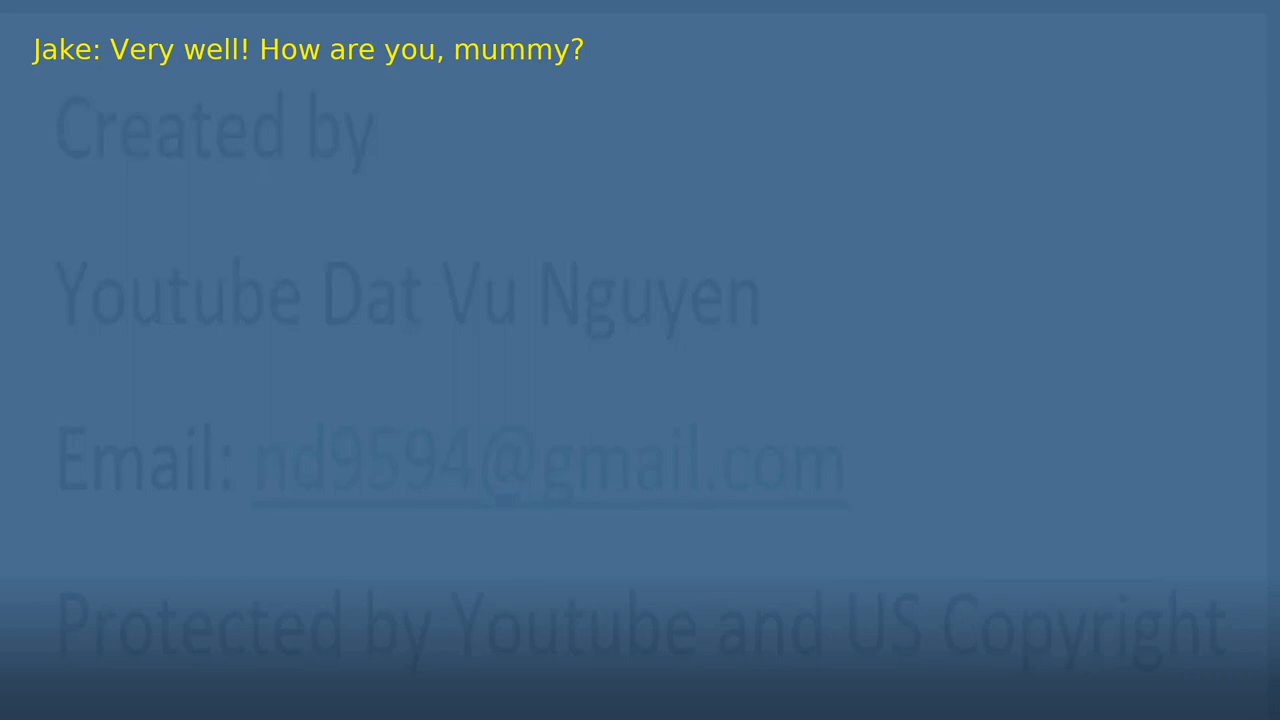 Jake: Very well! How are you, mummy?
Created by
Youtube Dat Vu Nguyen
Email: nd9594@gmail.com
Protected by Youtube and US Copyright